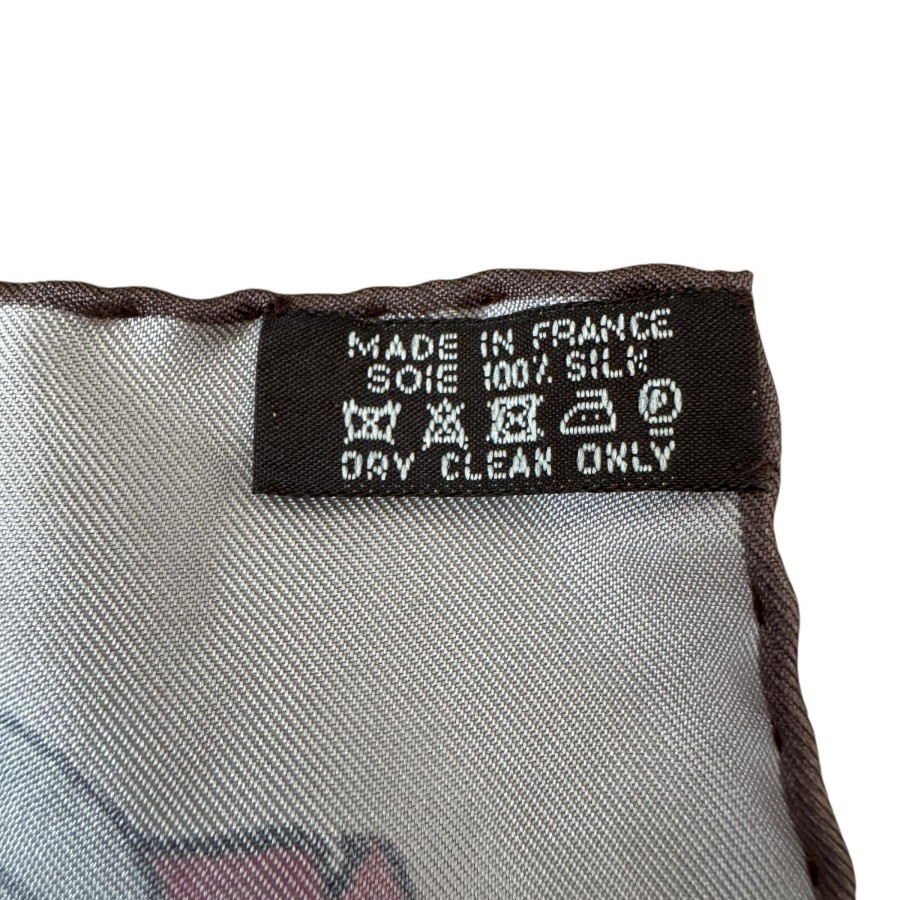 MADE IN FRANCE
SOIE 100% SILK
P
DRY CLEAN ONLY